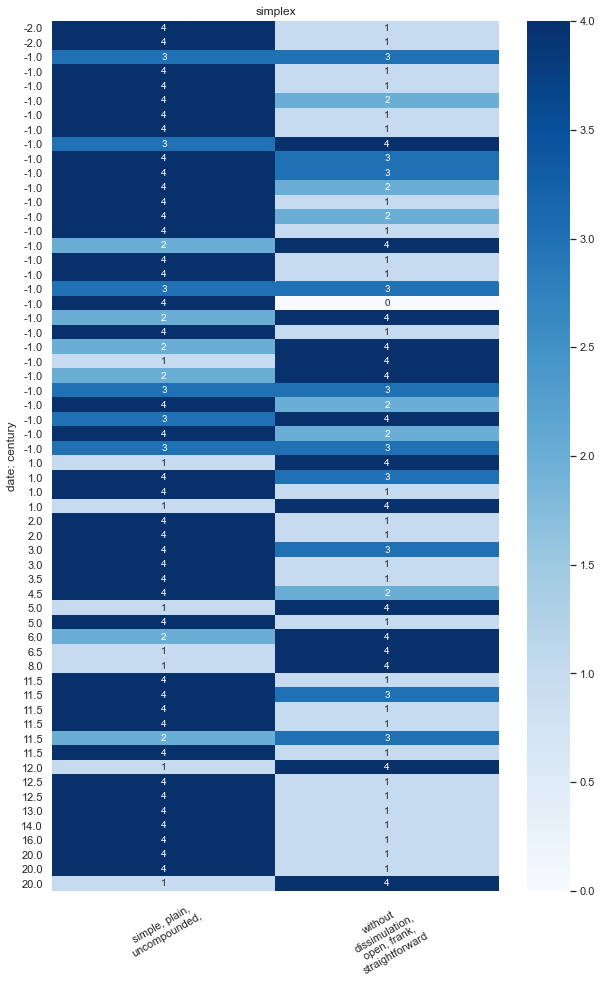 simplex
-2.0 4 1 4.0
-2.0 4 1
-1.0 3 3
-1.0 4 1
-1.0 4 1
-1.0 4 2
-1.0 4 1
-1.0 4 1 3.5
-1.0 3 4
-1.0 4 3
-1.0 4 3
-1.0 4 2
-1.0 4 1
-1.0 4 2
-1.0 4 1
-1.0 2 4 3.0
-1.0 4 1
-1.0 4 1
-1.0 3 3
-1.0 4 0
-1.0 2 4
-1.0 4 1
-1.0 2 4 2.5
-1.0 1 4
-1.0 2 4
-1.0 3 3
-1.0 4 2
-1.0 3 4
-1.0 4 2
-1.0 3 3
date: century
1.0 1 4 2.0
1.0 4 3
1.0 4 1
1.0 1 4
2.0 4 1
2.0 4 1
3.0 4 3
3.0 4 1 1.5
3.5 4 1
4.5 4 2
5.0 1 4
5.0 4 1
6.0 2 4
6.5 1 4
8.0 1 4
11.5 4 1 1.0
11.5 4 3
11.5 4 1
11.5 4 1
11.5 2 3
11.5 4 1
12.0 1 4
12.5 4 1 0.5
12.5 4 1
13.0 4 1
14.0 4 1
16.0 4 1
20.0 4 1
20.0 4 1
20.0 1 4 0.0
simple, plain,
uncompounded,
without
dissimulation,
open, frank,
straightforward